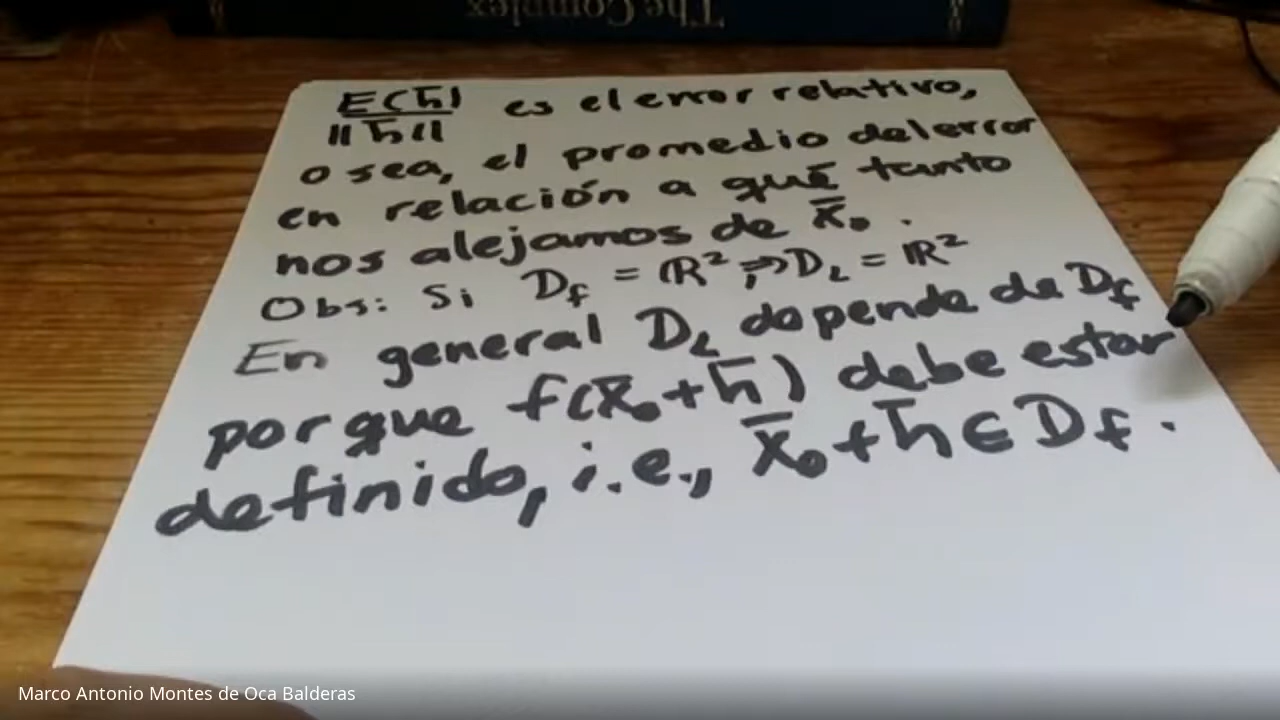 The Complex
E(h̄)
‖h̄‖ es el error relativo,
o sea, el promedio del error
en relación a qué tanto
nos alejamos de x̄₀.
Obs: Si D_f = ℝ², ⇒ D_L = ℝ²
En general D_L depende de D_f
porque f(x̄₀+h̄) debe estar
definido, i.e., x̄₀+h̄ ∈ D_f.
Marco Antonio Montes de Oca Balderas